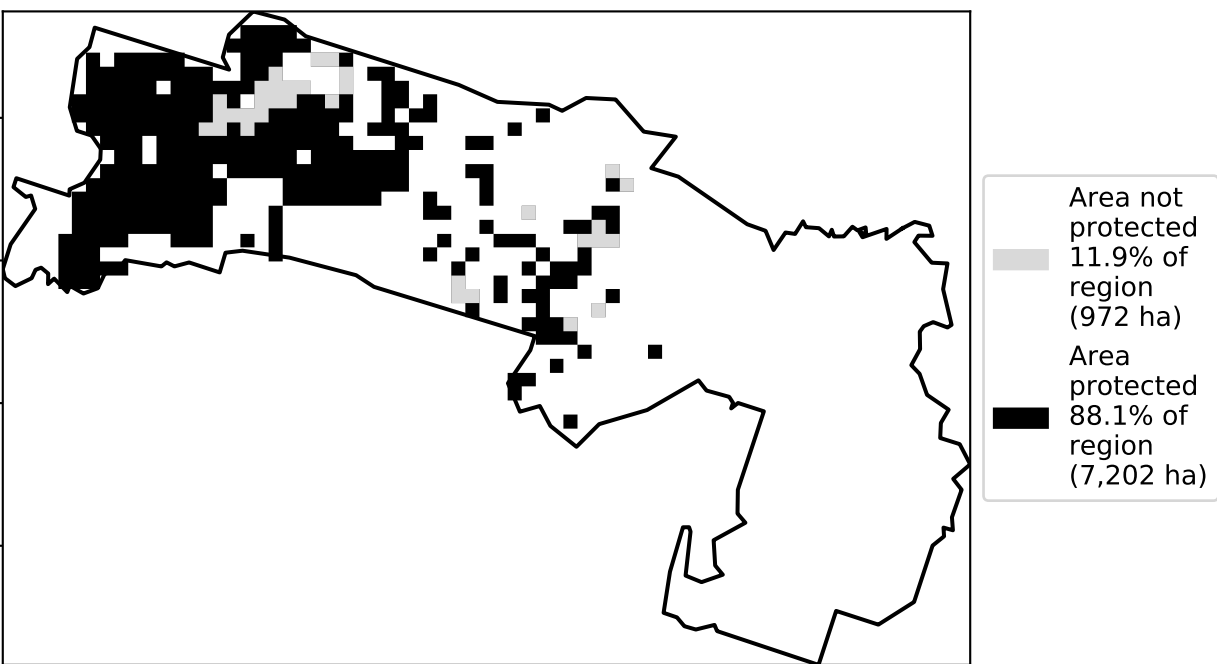 Area not
protected
11.9% of
region
(972 ha)
Area
protected
88.1% of
region
(7,202 ha)